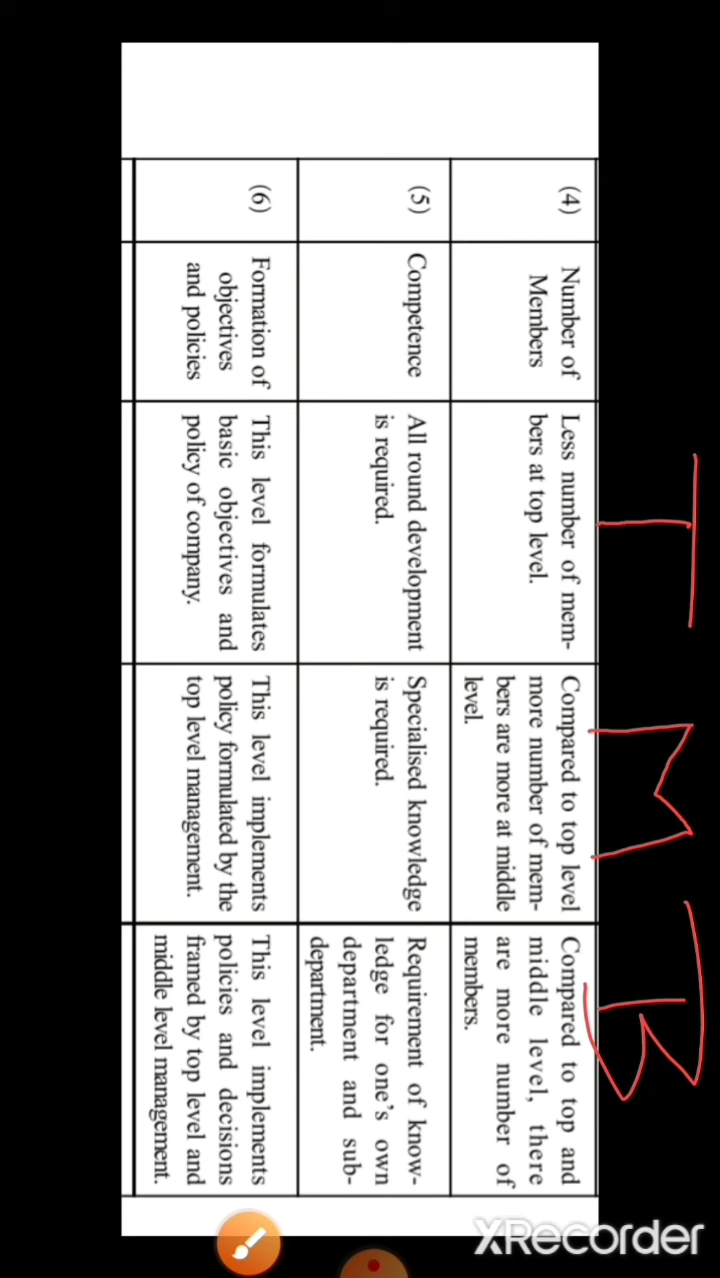 T M B
(4)
Number of
Members
Less number of mem-
bers at top level.
Compared to top level
more number of mem-
bers are more at middle
level.
Compared to top and
middle level, there
are more number of
members.
(5)
Competence
All round development
is required.
Specialised knowledge
is required.
Requirement of know-
ledge for one's own
department and sub-
department.
(6)
Formation of
objectives
and policies
This level formulates
basic objectives and
policy of company.
This level implements
policy formulated by the
top level management.
This level implements
policies and decisions
framed by top level and
middle level management.
XRecorder